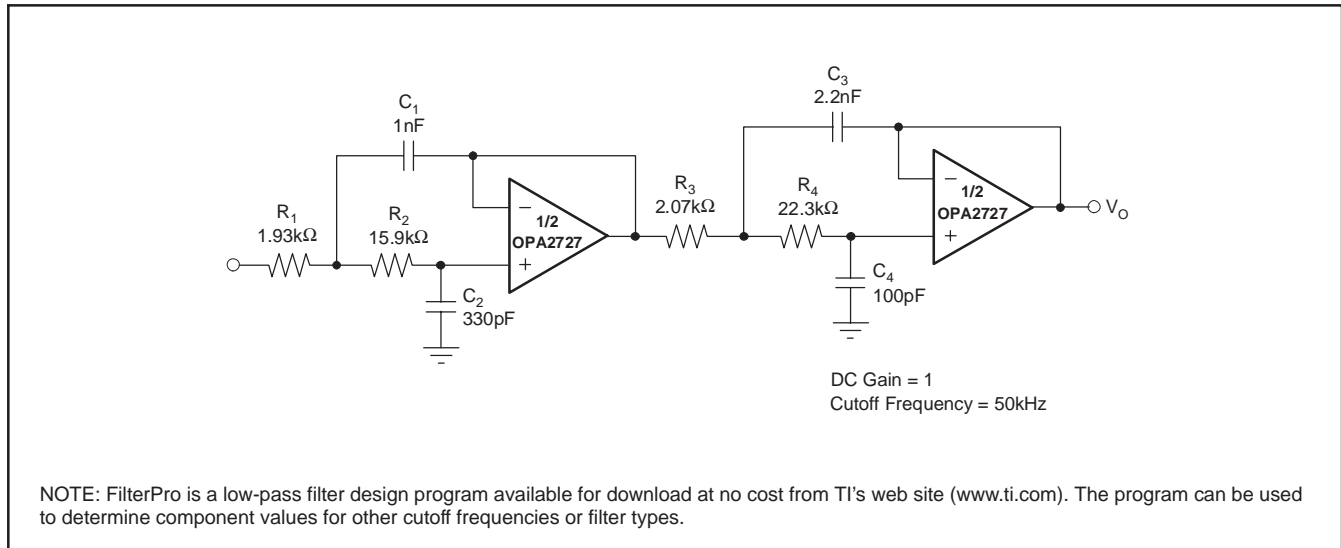 C1
1nF
R1
1.93kΩ
R2
15.9kΩ
−
+
1/2
OPA2727
C2
330pF
R3
2.07kΩ
C3
2.2nF
R4
22.3kΩ
−
+
1/2
OPA2727
VO
C4
100pF
DC Gain = 1
Cutoff Frequency = 50kHz
NOTE: FilterPro is a low-pass filter design program available for download at no cost from TI's web site (www.ti.com). The program can be used
to determine component values for other cutoff frequencies or filter types.